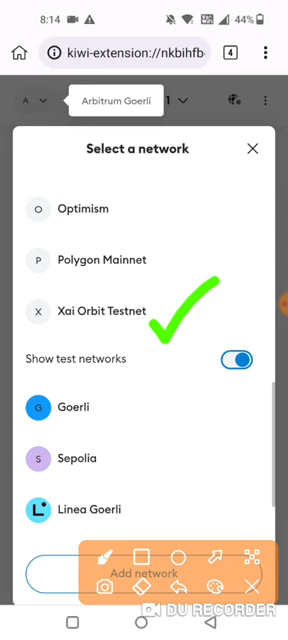 8:14
44%
kiwi-extension://nkbihfb
4
A
Arbitrum Goerli
1
Select a network
O
Optimism
P
Polygon Mainnet
X
Xai Orbit Testnet
Show test networks
G
Goerli
S
Sepolia
L
Linea Goerli
Add network
DU RECORDER